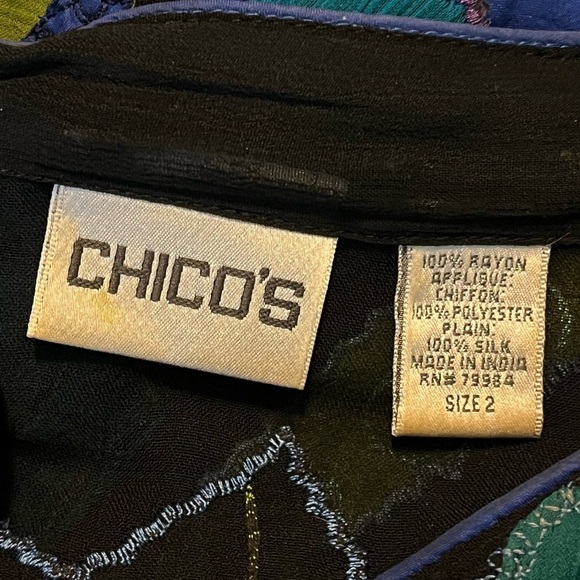 CHICO'S
100% RAYON
APPLIQUE:
CHIFFON:
100% POLYESTER
PLAIN:
100% SILK
MADE IN INDIA
RN# 79984
SIZE 2